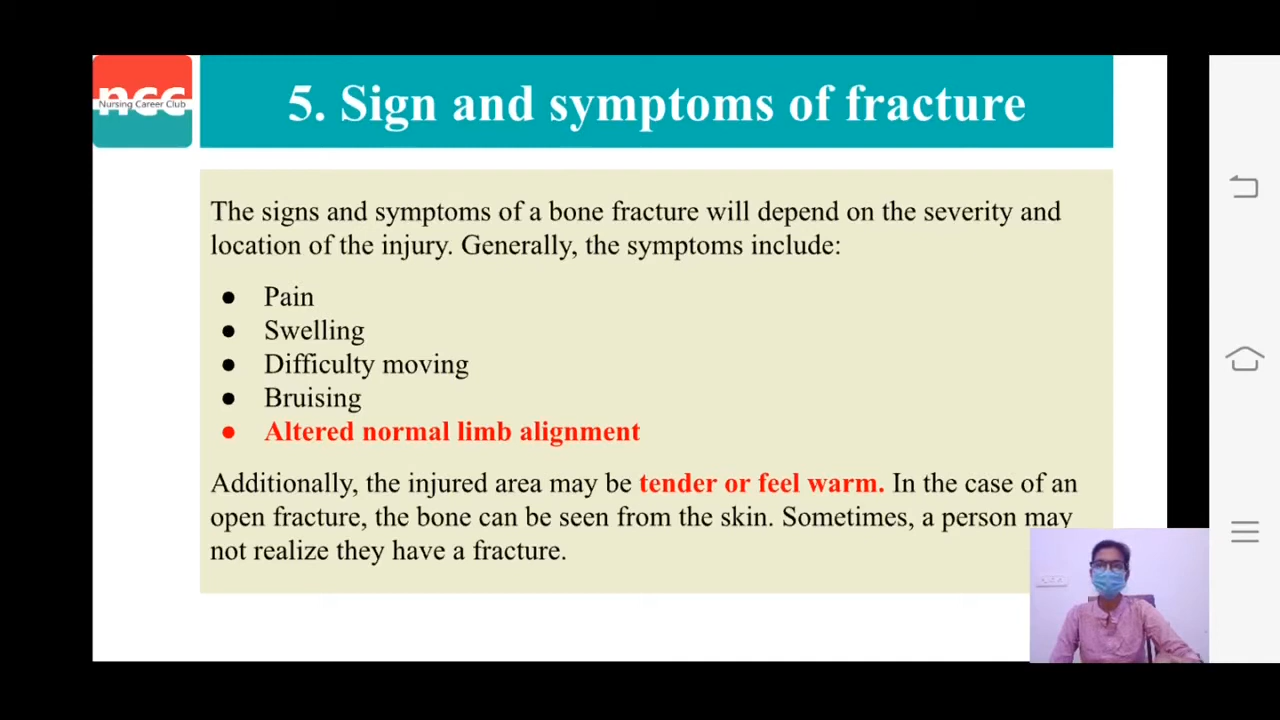 ncc
Nursing Career Club
5. Sign and symptoms of fracture
The signs and symptoms of a bone fracture will depend on the severity and
location of the injury. Generally, the symptoms include:
● Pain
● Swelling
● Difficulty moving
● Bruising
● Altered normal limb alignment
Additionally, the injured area may be tender or feel warm. In the case of an
open fracture, the bone can be seen from the skin. Sometimes, a person may
not realize they have a fracture.